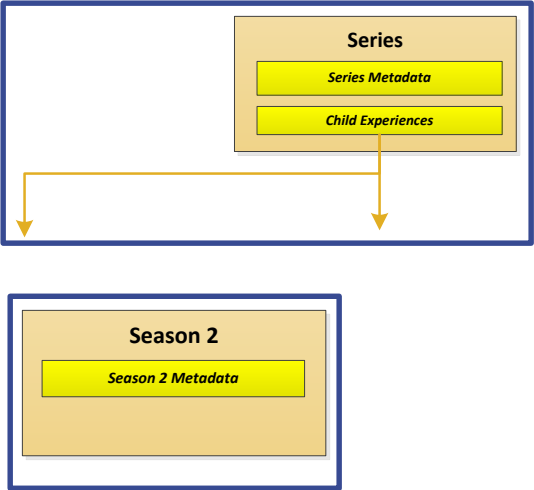 Series
Series Metadata
Child Experiences
Season 2
Season 2 Metadata